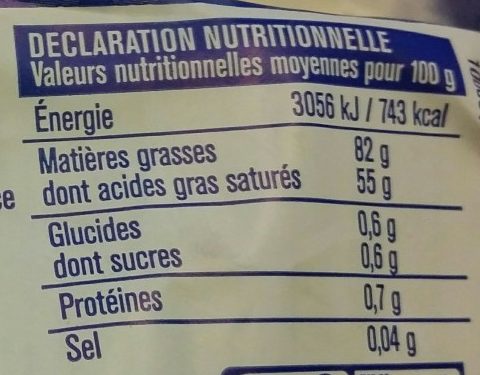 DECLARATION NUTRITIONNELLE
Valeurs nutritionnelles moyennes pour 100 g
Énergie 3056 kJ / 743 kcal
Matières grasses 82 g
dont acides gras saturés 55 g
Glucides 0,6 g
dont sucres 0,6 g
Protéines 0,7 g
Sel 0,04 g